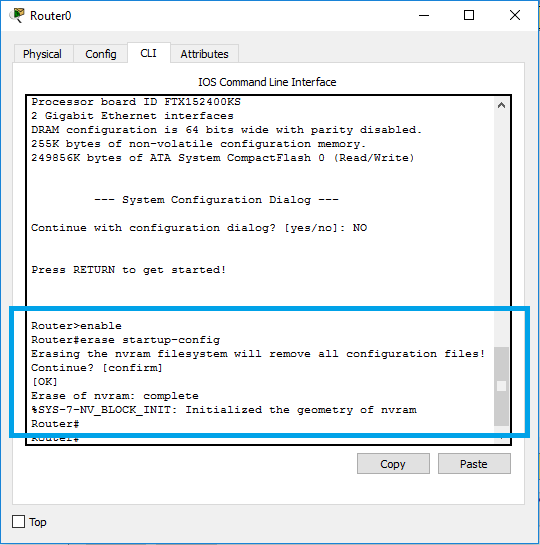 Router0
Physical Config CLI Attributes
IOS Command Line Interface
Processor board ID FTX152400KS
2 Gigabit Ethernet interfaces
DRAM configuration is 64 bits wide with parity disabled.
255K bytes of non-volatile configuration memory.
249856K bytes of ATA System CompactFlash 0 (Read/Write)
--- System Configuration Dialog ---
Continue with configuration dialog? [yes/no]: NO
Press RETURN to get started!
Router>enable
Router#erase startup-config
Erasing the nvram filesystem will remove all configuration files!
Continue? [confirm]
[OK]
Erase of nvram: complete
%SYS-7-NV_BLOCK_INIT: Initialized the geometry of nvram
Router#
Router#
Copy Paste
Top